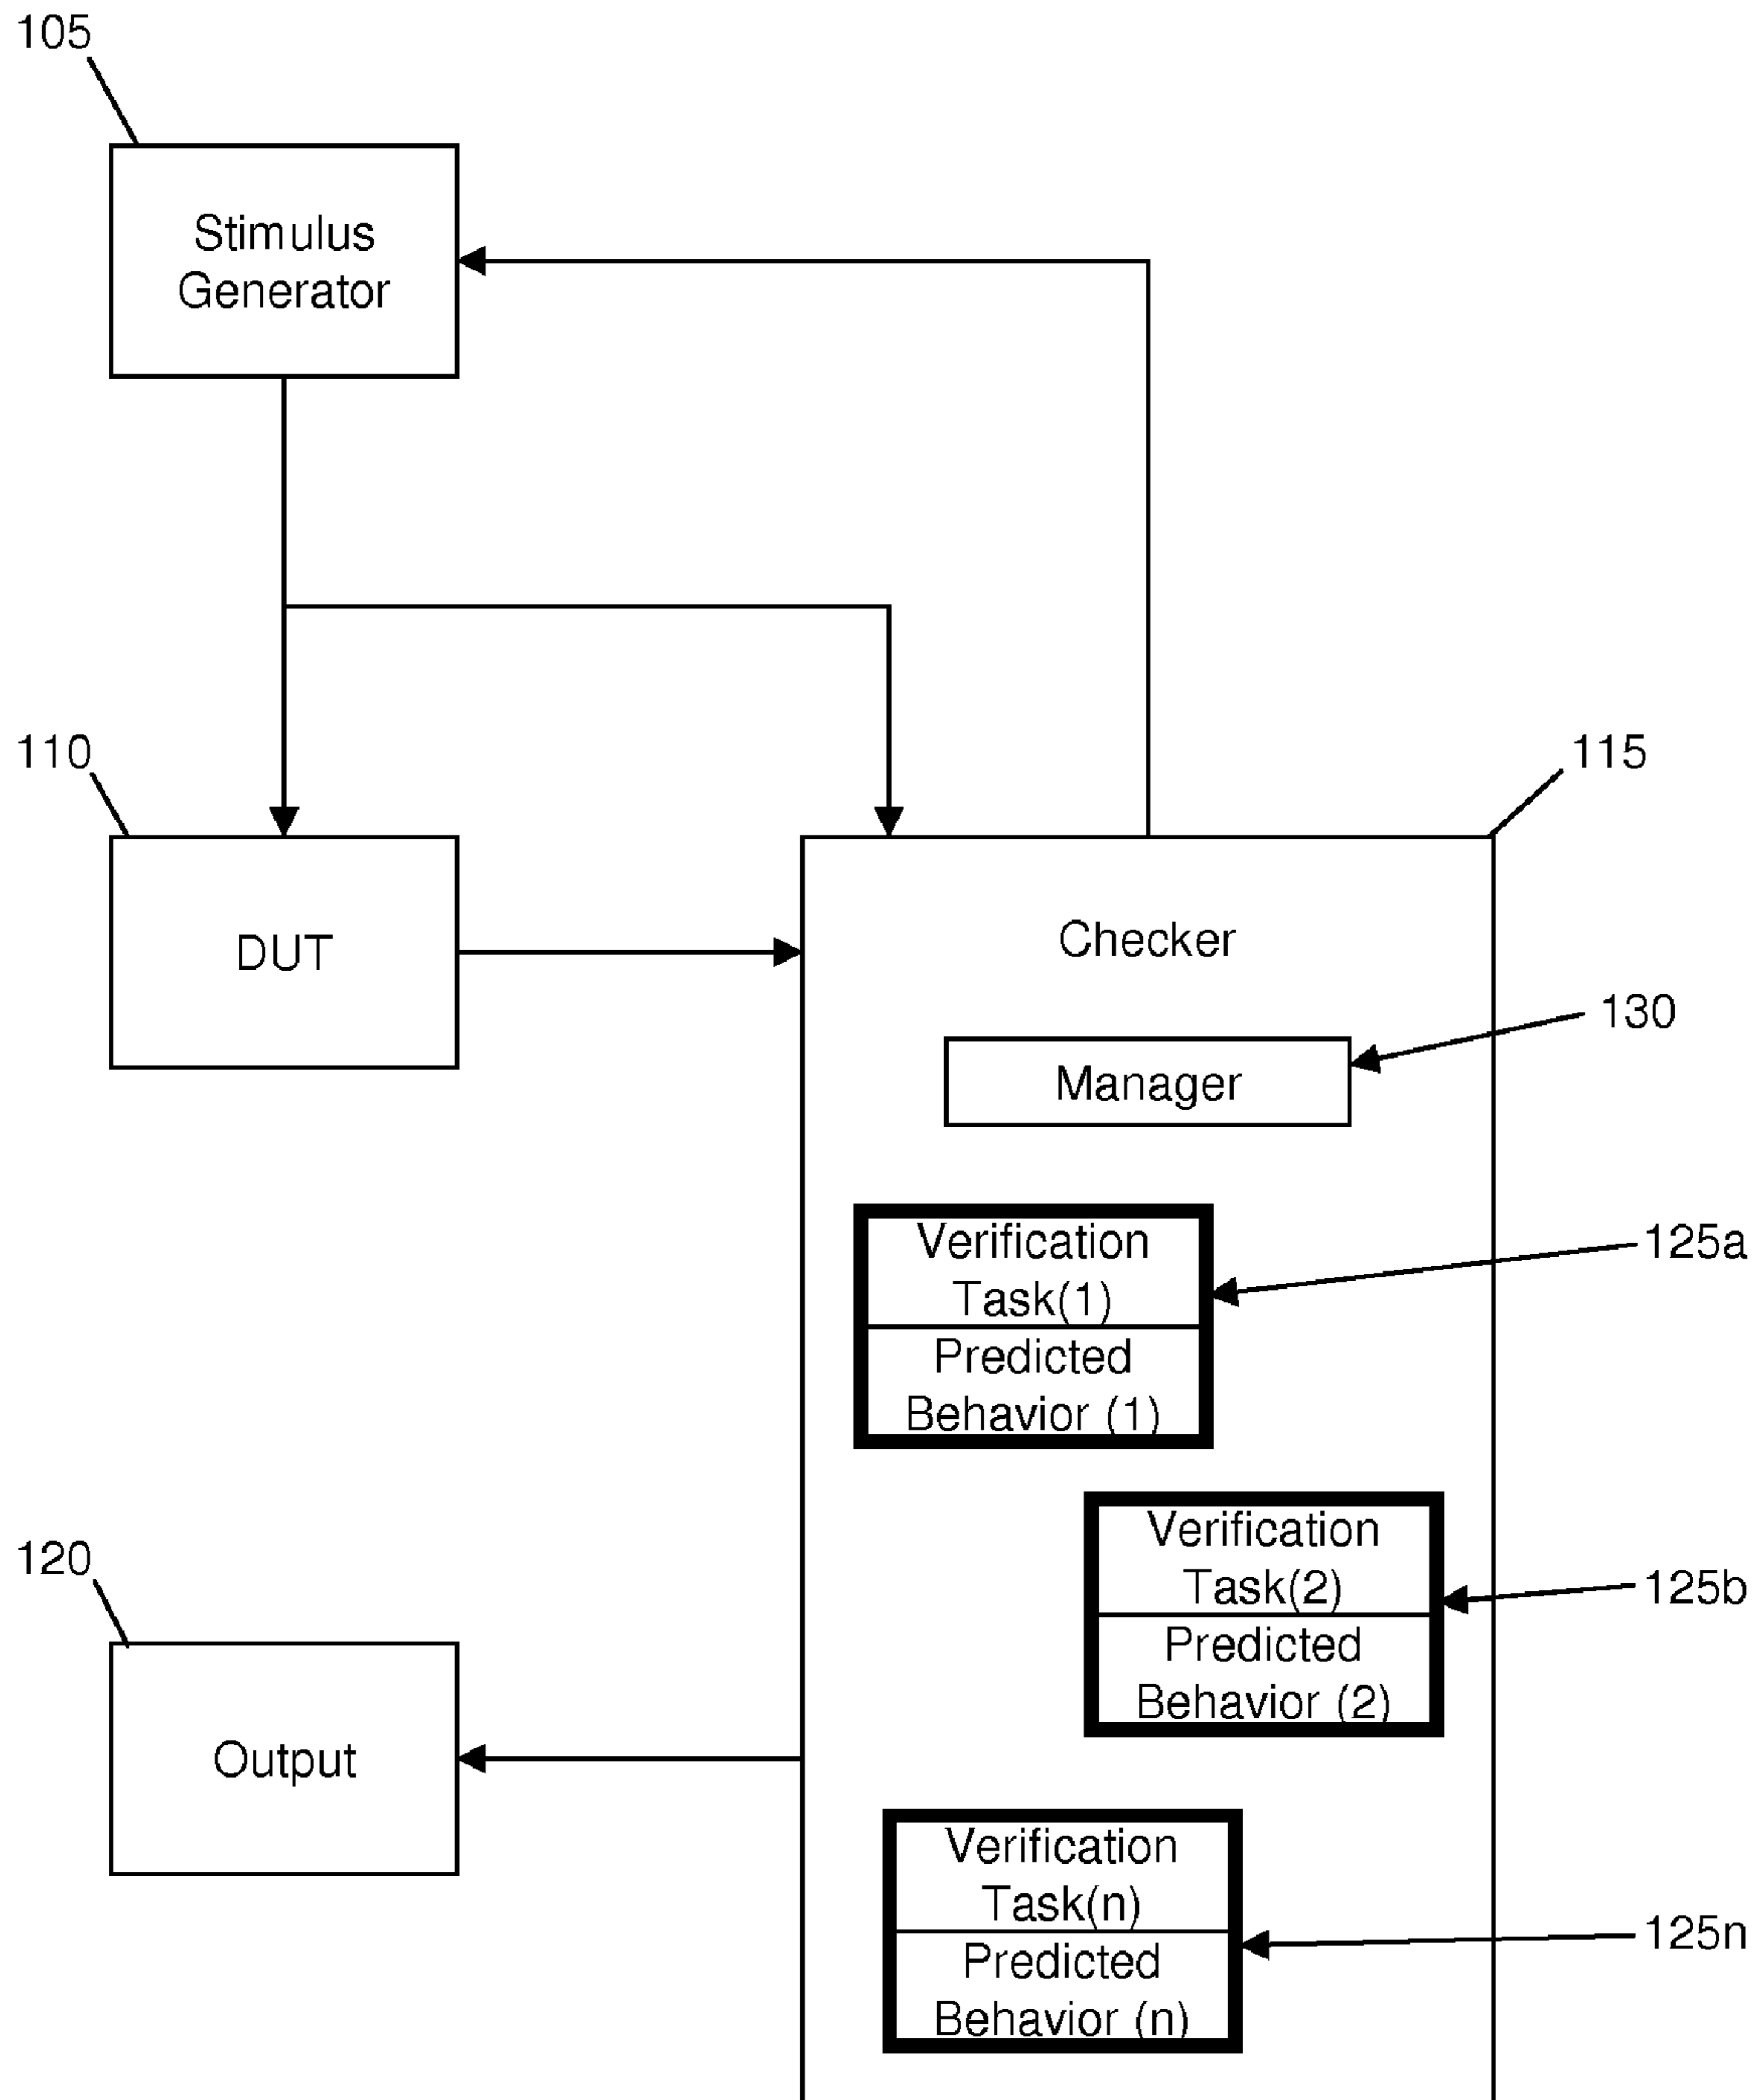 105
Stimulus
Generator
110
115
DUT
Checker
130
Manager
Verification
Task(1)
Predicted
Behavior (1)
125a
Verification
Task(2)
Predicted
Behavior (2)
125b
120
Output
Verification
Task(n)
Predicted
Behavior (n)
125n